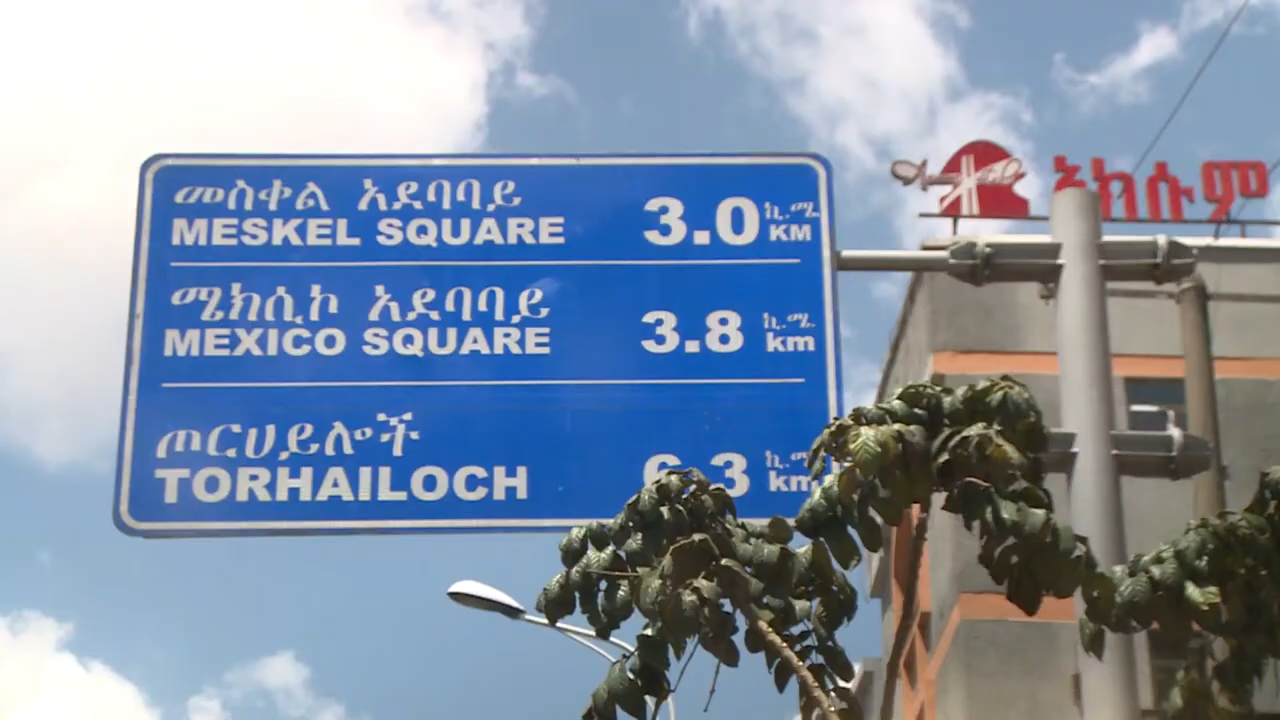 መስቀል አደባባይ
MESKEL SQUARE
3.0 ኪ.ሜ. KM
ሜክሲኮ አደባባይ
MEXICO SQUARE
3.8 ኪ.ሜ. km
ጦርሀይሎች
TORHAILOCH
6.3 ኪ.ሜ. km
አክሱም